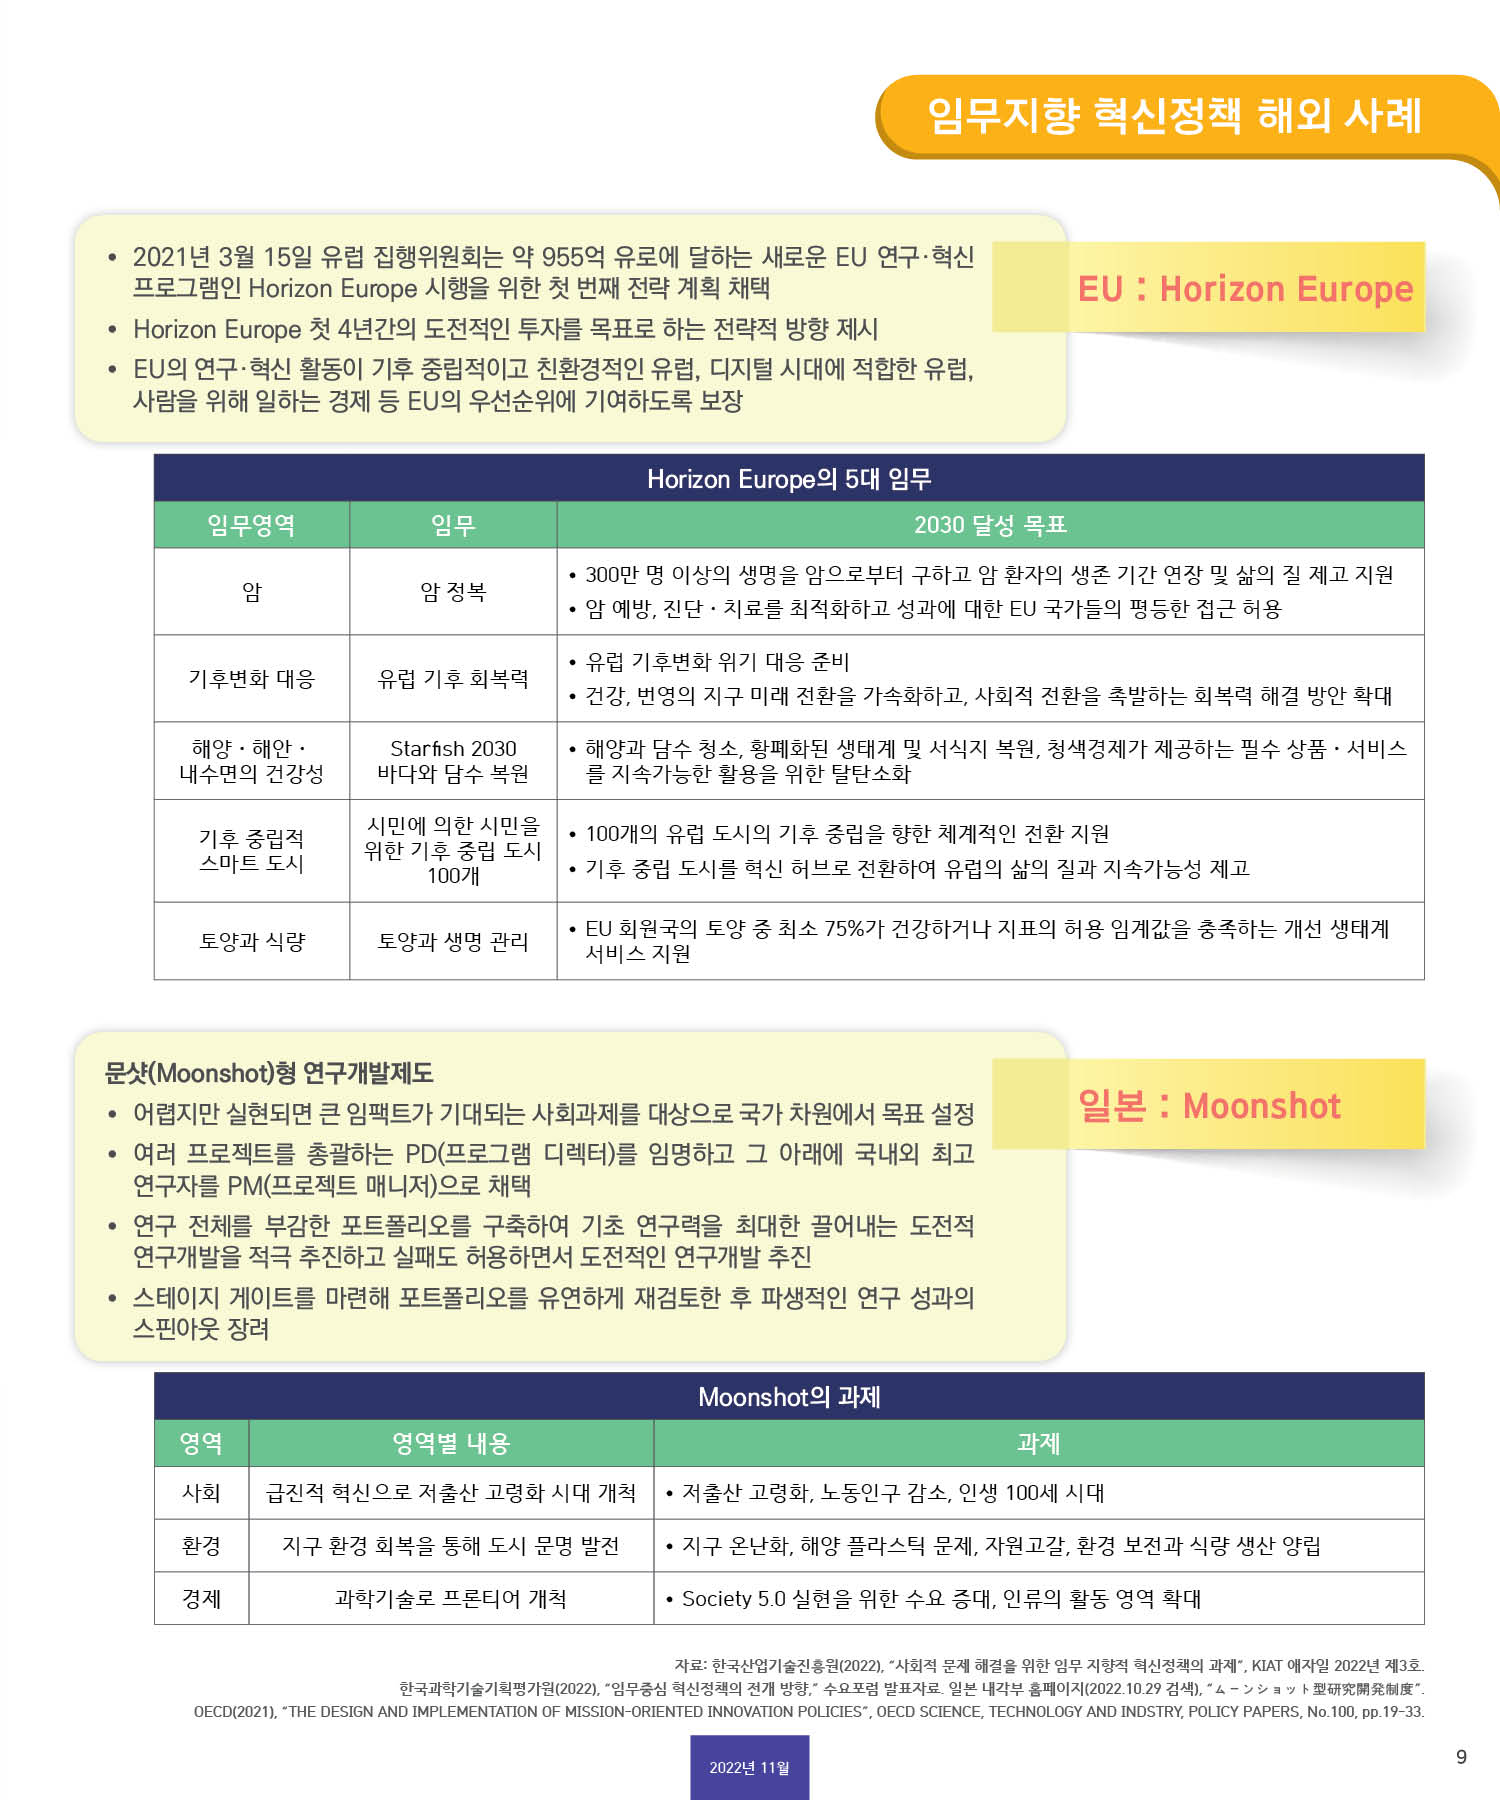 임무지향 혁신정책 해외 사례
• 2021년 3월 15일 유럽 집행위원회는 약 955억 유로에 달하는 새로운 EU 연구·혁신
프로그램인 Horizon Europe 시행을 위한 첫 번째 전략 계획 채택
• Horizon Europe 첫 4년간의 도전적인 투자를 목표로 하는 전략적 방향 제시
• EU의 연구·혁신 활동이 기후 중립적이고 친환경적인 유럽, 디지털 시대에 적합한 유럽,
사람을 위해 일하는 경제 등 EU의 우선순위에 기여하도록 보장
EU : Horizon Europe
Horizon Europe의 5대 임무
임무영역 임무 2030 달성 목표
암
암 정복
• 300만 명 이상의 생명을 암으로부터 구하고 암 환자의 생존 기간 연장 및 삶의 질 제고 지원
• 암 예방, 진단·치료를 최적화하고 성과에 대한 EU 국가들의 평등한 접근 허용
기후변화 대응
유럽 기후 회복력
• 유럽 기후변화 위기 대응 준비
• 건강, 번영의 지구 미래 전환을 가속화하고, 사회적 전환을 촉발하는 회복력 해결 방안 확대
해양·해안·
내수면의 건강성
Starfish 2030
바다와 담수 복원
• 해양과 담수 청소, 황폐화된 생태계 및 서식지 복원, 청색경제가 제공하는 필수 상품·서비스
를 지속가능한 활용을 위한 탈탄소화
기후 중립적
스마트 도시
시민에 의한 시민을
위한 기후 중립 도시
100개
• 100개의 유럽 도시의 기후 중립을 향한 체계적인 전환 지원
• 기후 중립 도시를 혁신 허브로 전환하여 유럽의 삶의 질과 지속가능성 제고
토양과 식량
토양과 생명 관리
• EU 회원국의 토양 중 최소 75%가 건강하거나 지표의 허용 임계값을 충족하는 개선 생태계
서비스 지원
문샷(Moonshot)형 연구개발제도
• 어렵지만 실현되면 큰 임팩트가 기대되는 사회과제를 대상으로 국가 차원에서 목표 설정
• 여러 프로젝트를 총괄하는 PD(프로그램 디렉터)를 임명하고 그 아래에 국내외 최고
연구자를 PM(프로젝트 매니저)으로 채택
• 연구 전체를 부감한 포트폴리오를 구축하여 기초 연구력을 최대한 끌어내는 도전적
연구개발을 적극 추진하고 실패도 허용하면서 도전적인 연구개발 추진
• 스테이지 게이트를 마련해 포트폴리오를 유연하게 재검토한 후 파생적인 연구 성과의
스핀아웃 장려
일본 : Moonshot
Moonshot의 과제
영역 영역별 내용 과제
사회 급진적 혁신으로 저출산 고령화 시대 개척 • 저출산 고령화, 노동인구 감소, 인생 100세 시대
환경 지구 환경 회복을 통해 도시 문명 발전 • 지구 온난화, 해양 플라스틱 문제, 자원고갈, 환경 보전과 식량 생산 양립
경제 과학기술로 프론티어 개척 • Society 5.0 실현을 위한 수요 증대, 인류의 활동 영역 확대
자료: 한국산업기술진흥원(2022), “사회적 문제 해결을 위한 임무 지향적 혁신정책의 과제”, KIAT 애자일 2022년 제3호.
한국과학기술기획평가원(2022), “임무중심 혁신정책의 전개 방향,” 수요포럼 발표자료. 일본 내각부 홈페이지(2022.10.29 검색), “ムーンショット型研究開発制度”.
OECD(2021), “THE DESIGN AND IMPLEMENTATION OF MISSION-ORIENTED INNOVATION POLICIES”, OECD SCIENCE, TECHNOLOGY AND INDSTRY, POLICY PAPERS, No.100, pp.19-33.
2022년 11월
9